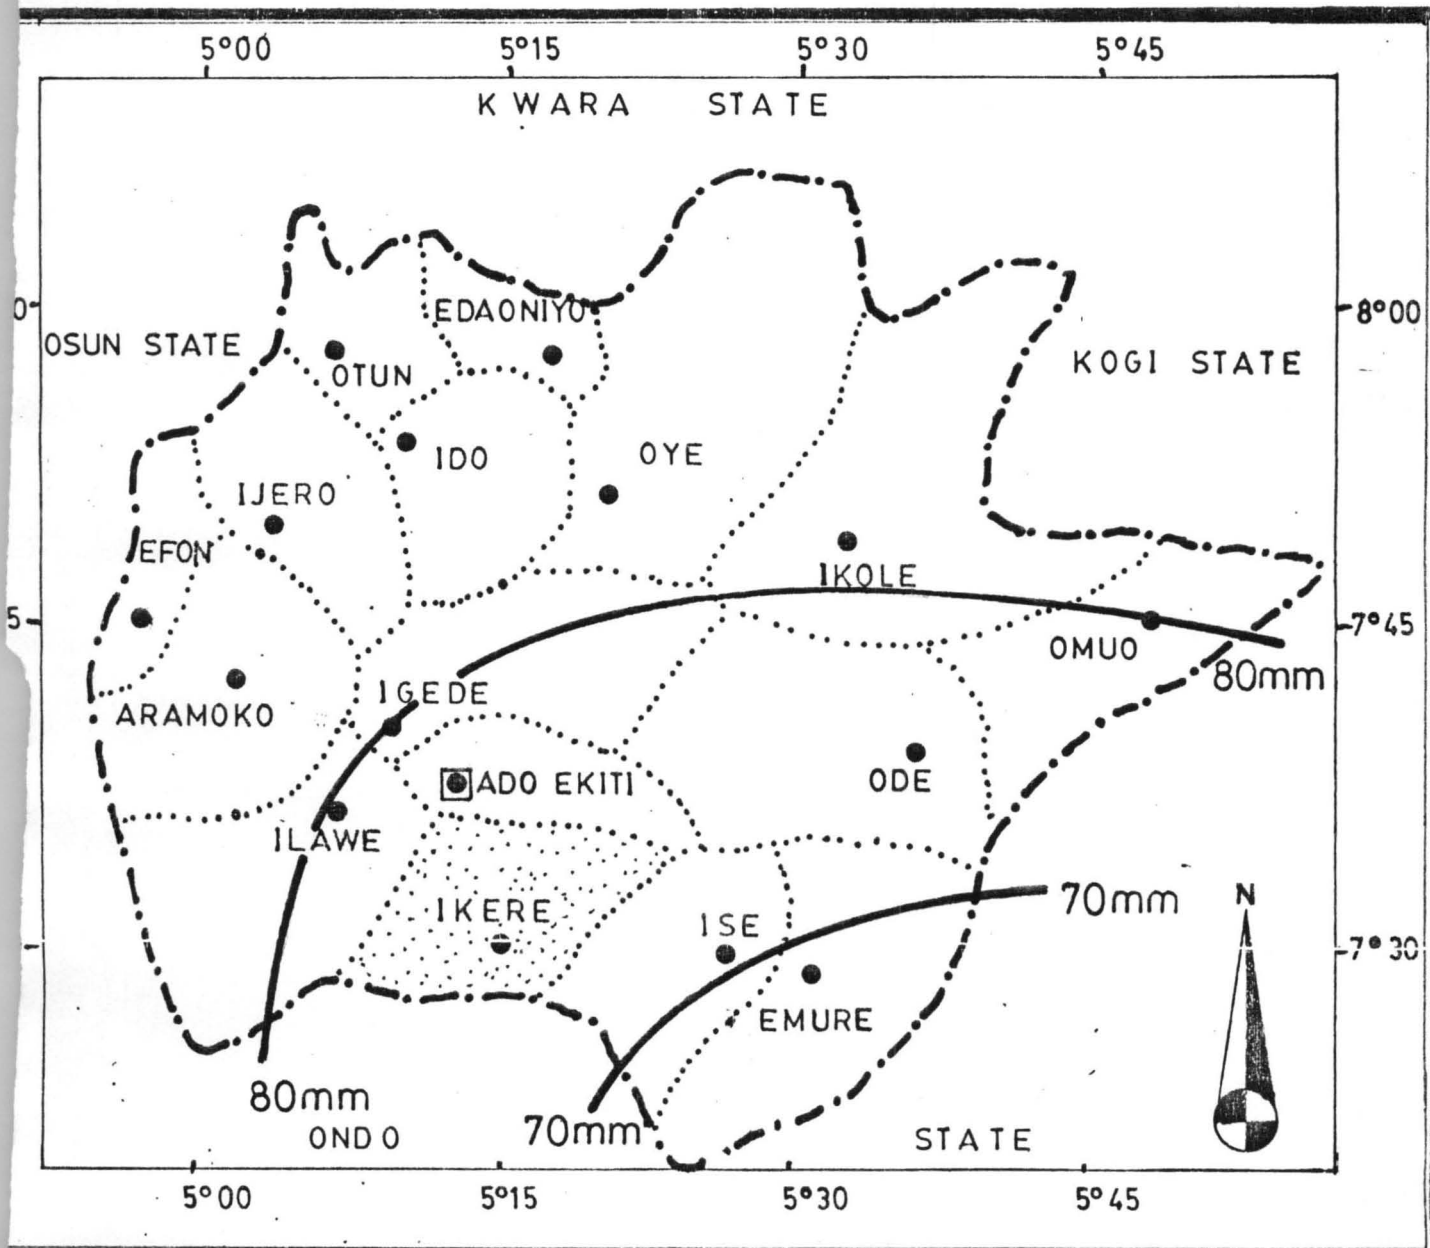 5°00 5°15 5°30 5°45
KWARA STATE
EDAONIYO
8°00
OSUN STATE
KOGI STATE
OTUN
IDO
OYE
IJERO
EFON
IKOLE
7°45
OMUO
80mm
IGEDE
ARAMOKO
ADO EKITI
ODE
ILAWE
70mm
N
IKERE
ISE
7°30
EMURE
80mm
70mm
ONDO STATE
5°00 5°15 5°30 5°45